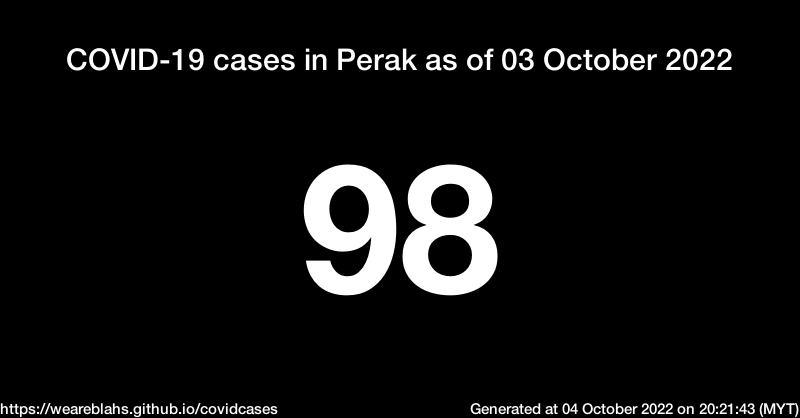 COVID-19 cases in Perak as of 03 October 2022
98
https://weareblahs.github.io/covidcases
Generated at 04 October 2022 on 20:21:43 (MYT)